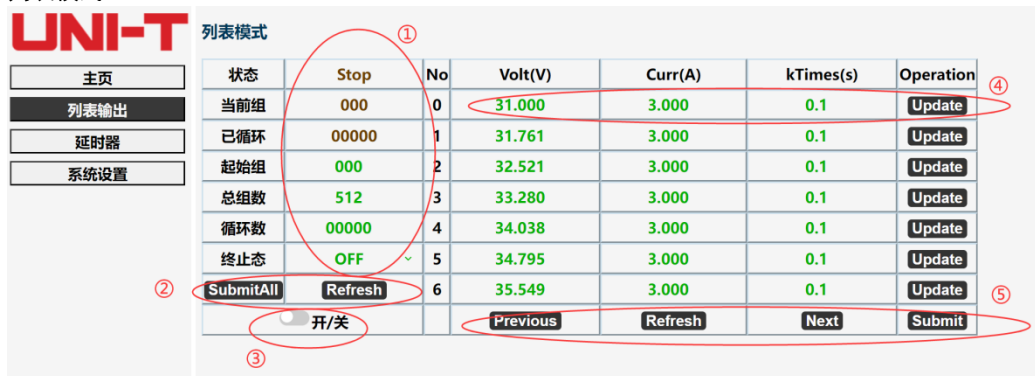 UNI-T
列表模式
①
主页
列表输出
延时器
系统设置
状态 Stop No Volt(V) Curr(A) kTimes(s) Operation
④
当前组 000 0 31.000 3.000 0.1 Update
已循环 00000 1 31.761 3.000 0.1 Update
起始组 000 2 32.521 3.000 0.1 Update
总组数 512 3 33.280 3.000 0.1 Update
循环数 00000 4 34.038 3.000 0.1 Update
终止态 OFF 5 34.795 3.000 0.1 Update
② SubmitAll Refresh 6 35.549 3.000 0.1 Update
⑤
开/关 Previous Refresh Next Submit
③